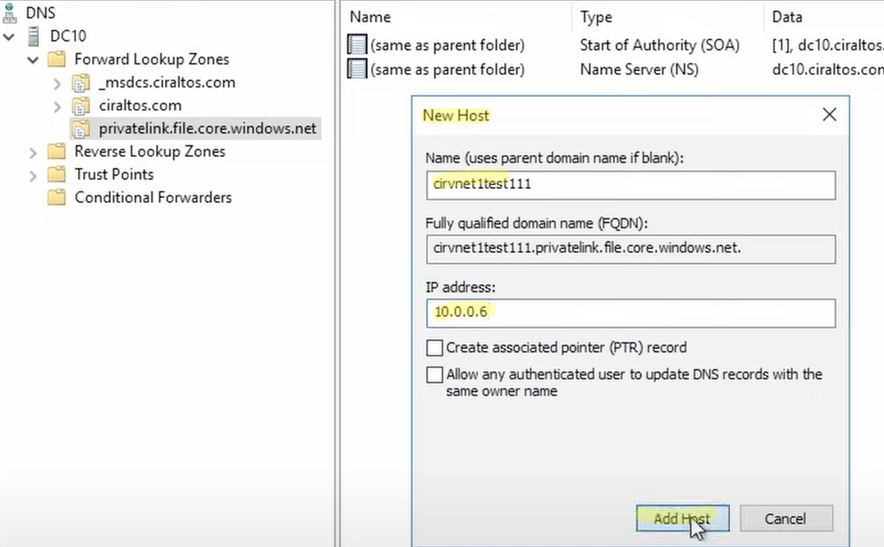 DNS
DC10
Forward Lookup Zones
_msdcs.ciraltos.com
ciraltos.com
privatelink.file.core.windows.net
Reverse Lookup Zones
Trust Points
Conditional Forwarders
Name Type Data
(same as parent folder) Start of Authority (SOA) [1], dc10.ciraltos.
(same as parent folder) Name Server (NS) dc10.ciraltos.com
New Host
Name (uses parent domain name if blank):
cirvnet1test111
Fully qualified domain name (FQDN):
cirvnet1test111.privatelink.file.core.windows.net.
IP address:
10.0.0.6
Create associated pointer (PTR) record
Allow any authenticated user to update DNS records with the
same owner name
Add Host Cancel